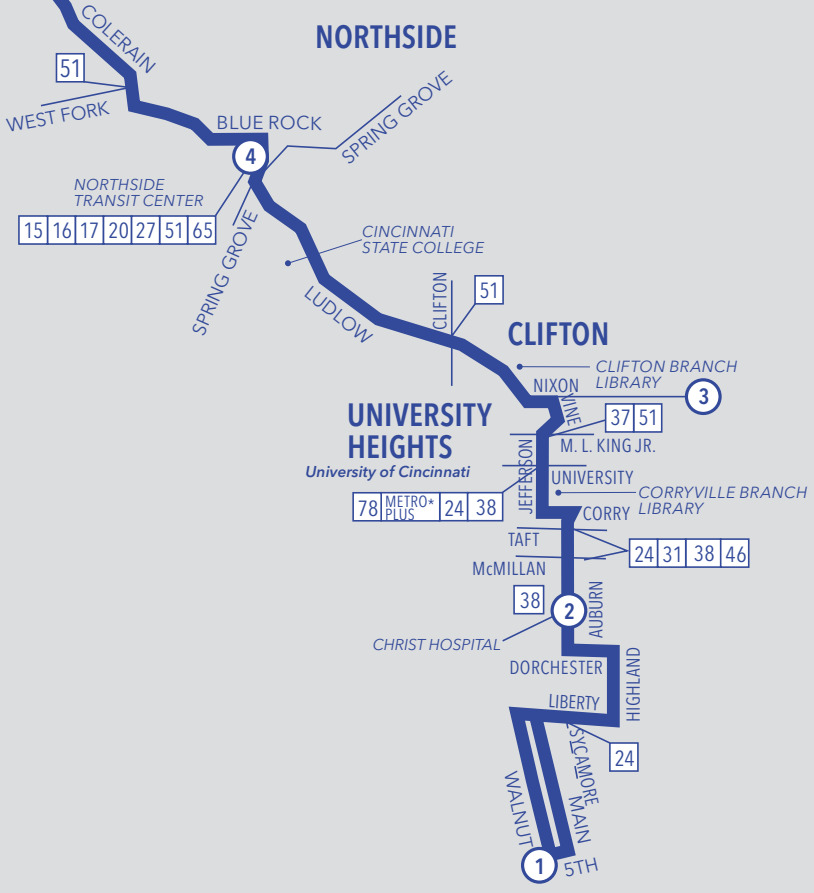 COLERAIN
NORTHSIDE
51
WEST FORK
BLUE ROCK
SPRING GROVE
4
NORTHSIDE
TRANSIT CENTER
15 16 17 20 27 51 65
SPRING GROVE
CINCINNATI
STATE COLLEGE
LUDLOW
CLIFTON
51
CLIFTON
CLIFTON BRANCH
LIBRARY
NIXON
3
VINE
UNIVERSITY
HEIGHTS
University of Cincinnati
37 51
M. L. KING JR.
JEFFERSON
UNIVERSITY
78 METRO* PLUS 24 38
CORRYVILLE BRANCH
LIBRARY
CORRY
TAFT
24 31 38 46
McMILLAN
38
2
AUBURN
CHRIST HOSPITAL
DORCHESTER
HIGHLAND
LIBERTY
SYCAMORE
24
WALNUT
MAIN
1
5TH